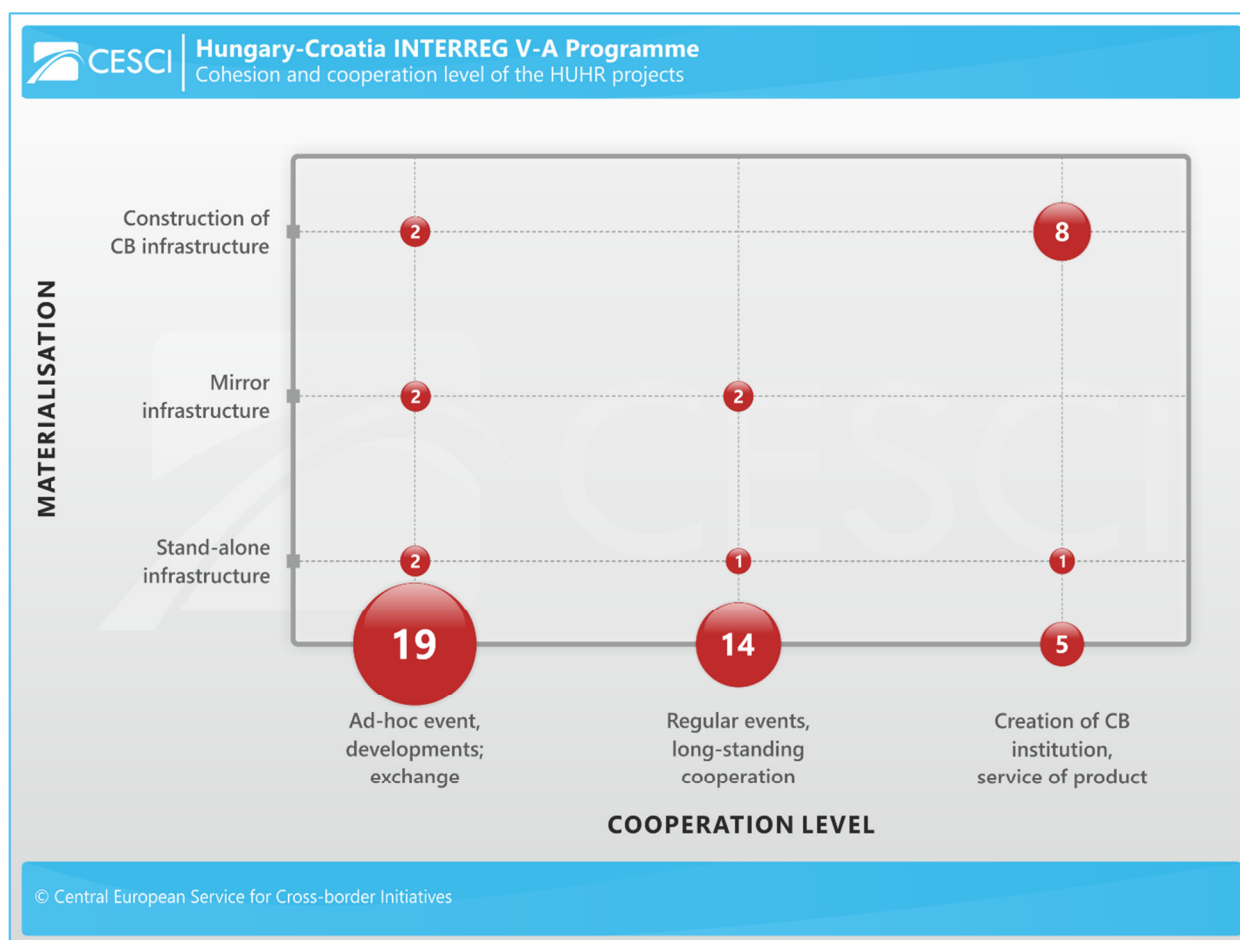 CESCI
Hungary-Croatia INTERREG V-A Programme
Cohesion and cooperation level of the HUHR projects
MATERIALISATION
Construction of
CB infrastructure
2
8
Mirror
infrastructure
2
2
CESCI
Stand-alone
infrastructure
2
1
1
19
14
5
Ad-hoc event,
developments;
exchange
Regular events,
long-standing
cooperation
Creation of CB
institution,
service of product
COOPERATION LEVEL
© Central European Service for Cross-border Initiatives